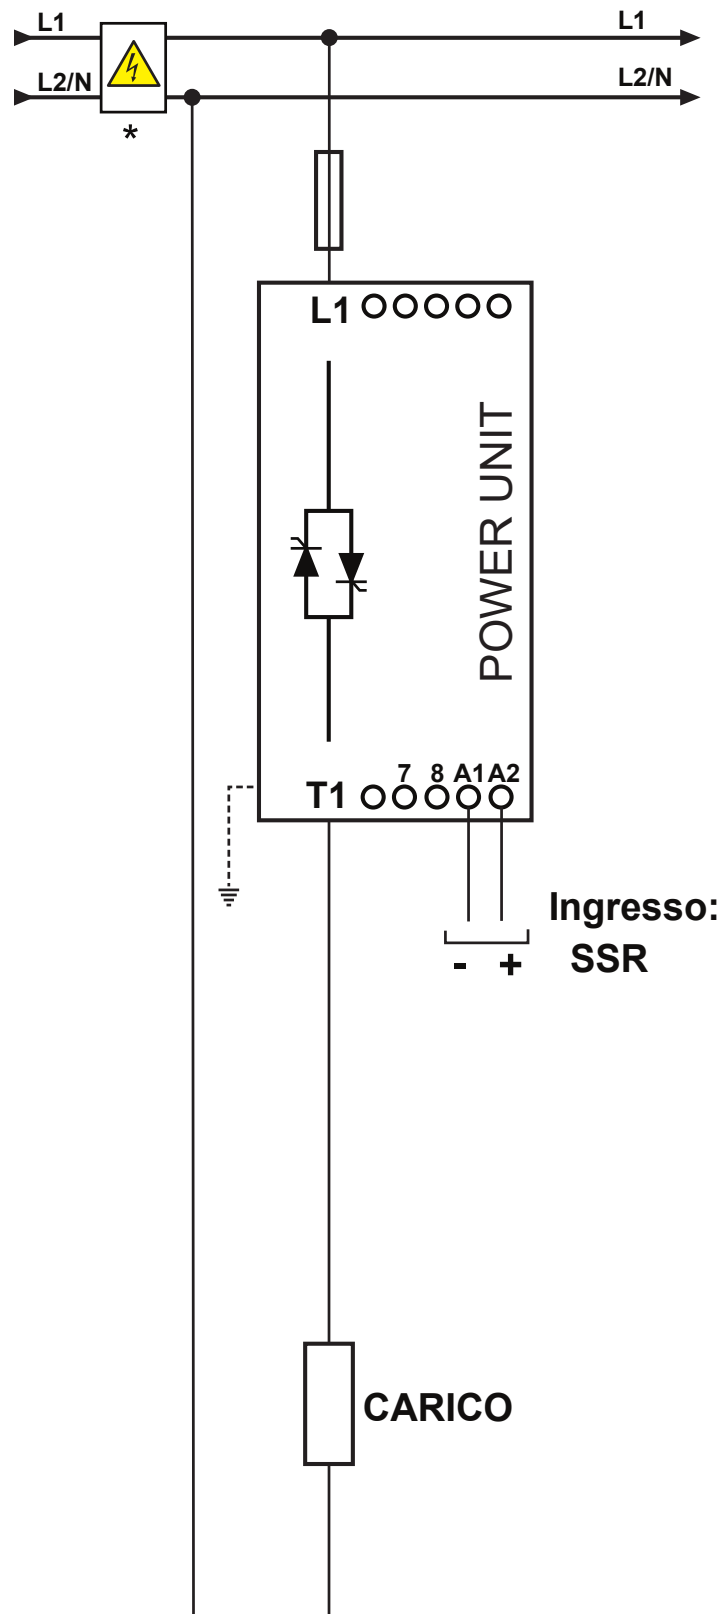 L1
L1
L2/N
L2/N
*
L1
POWER UNIT
7 8 A1 A2
T1
Ingresso:
SSR
- +
CARICO